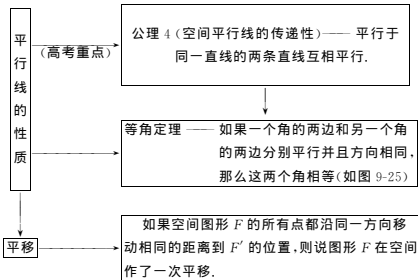 平行线的性质
(高考重点)
公理 4 (空间平行线的传递性)—— 平行于
同一直线的两条直线互相平行.
等角定理 —— 如果一个角的两边和另一个角
的两边分别平行并且方向相同,
那么这两个角相等(如图 9-25)
平移
如果空间图形 F 的所有点都沿同一方向移
动相同的距离到 F′ 的位置,则说图形 F 在空间
作了一次平移.